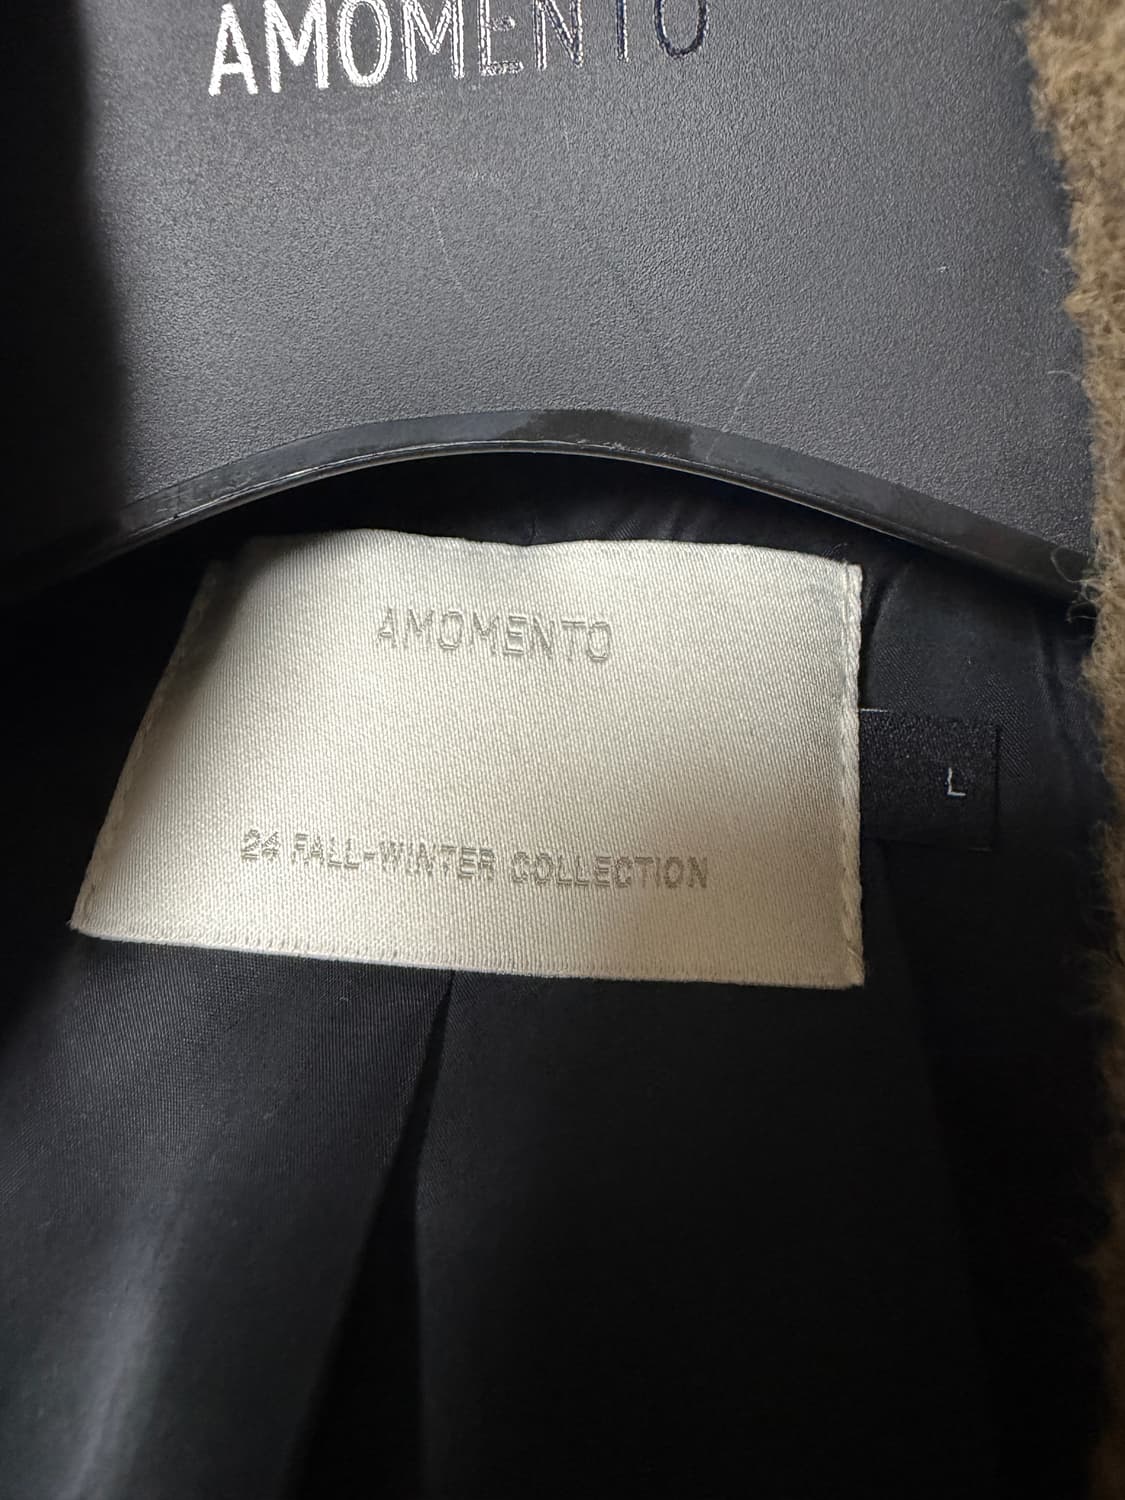 AMOMENTO
AMOMENTO
L
24 FALL-WINTER COLLECTION